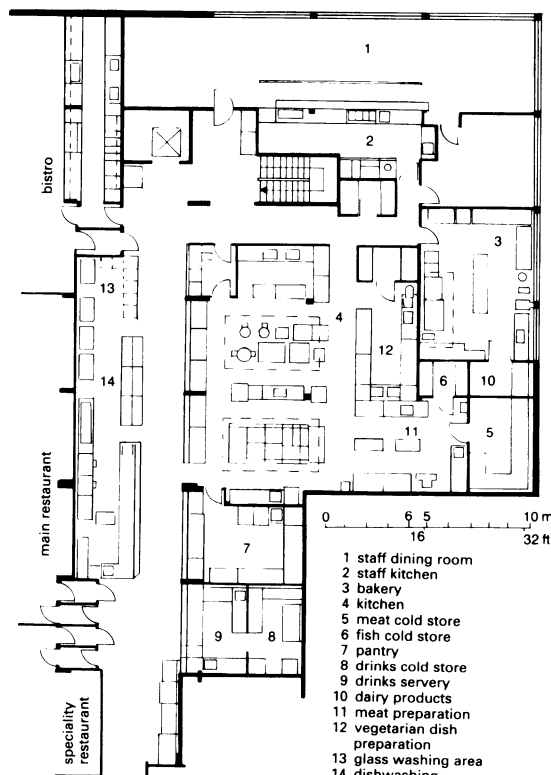 1
2
bistro
3
13
4
14
12
6
10
11
5
main restaurant
0 6 5 10 m
16 32 ft
7
9
8
speciality
restaurant
1 staff dining room
2 staff kitchen
3 bakery
4 kitchen
5 meat cold store
6 fish cold store
7 pantry
8 drinks cold store
9 drinks servery
10 dairy products
11 meat preparation
12 vegetarian dish
preparation
13 glass washing area
14 dishwashing